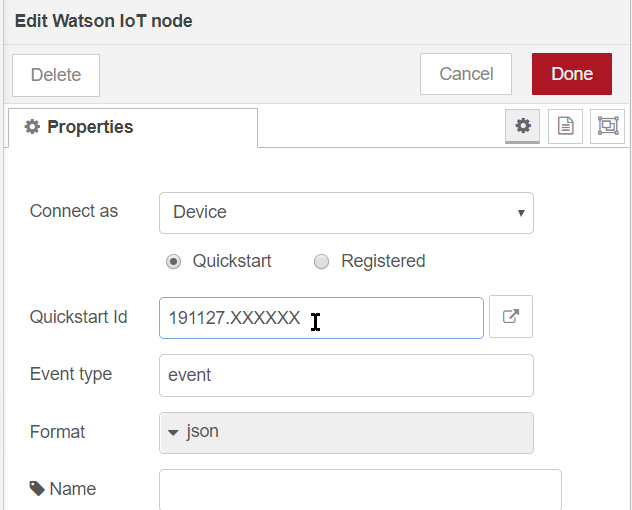 Edit Watson IoT node
Delete
Cancel
Done
Properties
Connect as
Device
Quickstart
Registered
Quickstart Id
191127.XXXXXX
Event type
event
Format
json
Name